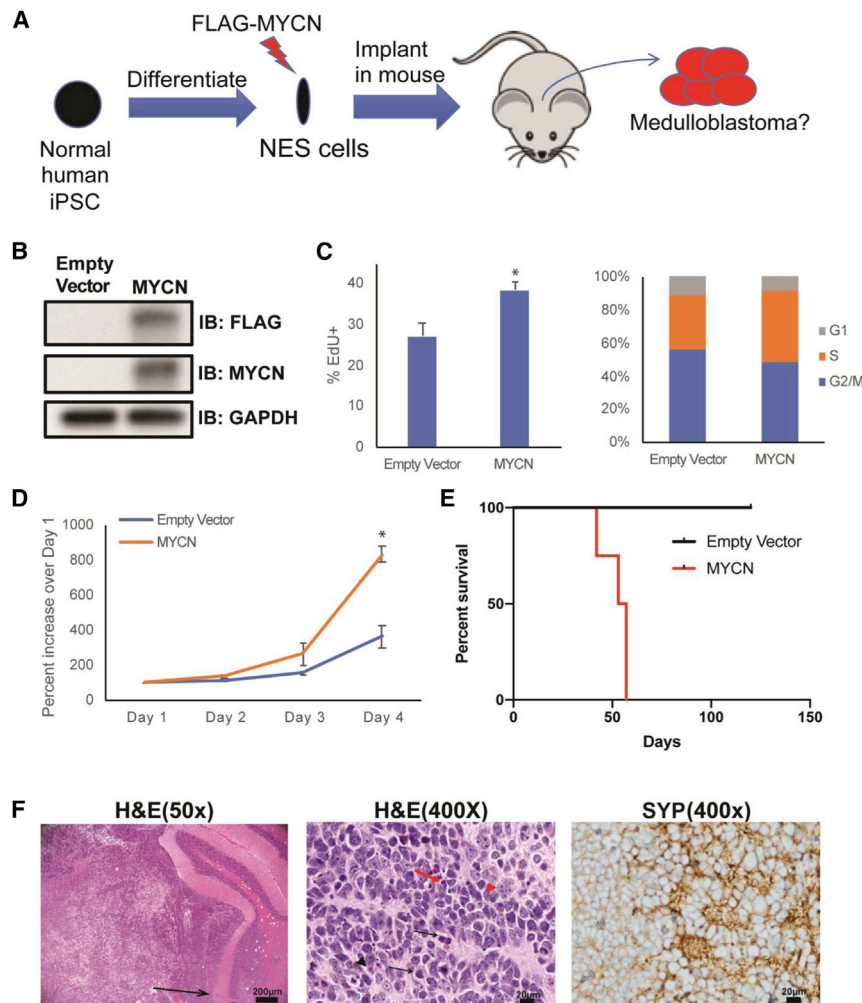 A
FLAG-MYCN
Differentiate
Implant
in mouse
Normal
human
iPSC
NES cells
Medulloblastoma?
B
Empty
Vector
MYCN
IB: FLAG
IB: MYCN
IB: GAPDH
C
% EdU+
40
30
20
10
0
Empty Vector
MYCN
*
100%
80%
60%
40%
20%
0%
Empty Vector
MYCN
G1
S
G2/M
D
Percent increase over Day 1
1000
800
600
400
200
0
Empty Vector
MYCN
*
Day 1
Day 2
Day 3
Day 4
E
Percent survival
100
50
0
Empty Vector
MYCN
0
50
100
150
Days
F
H&E(50x)
H&E(400X)
SYP(400x)
200μm
20μm
20μm